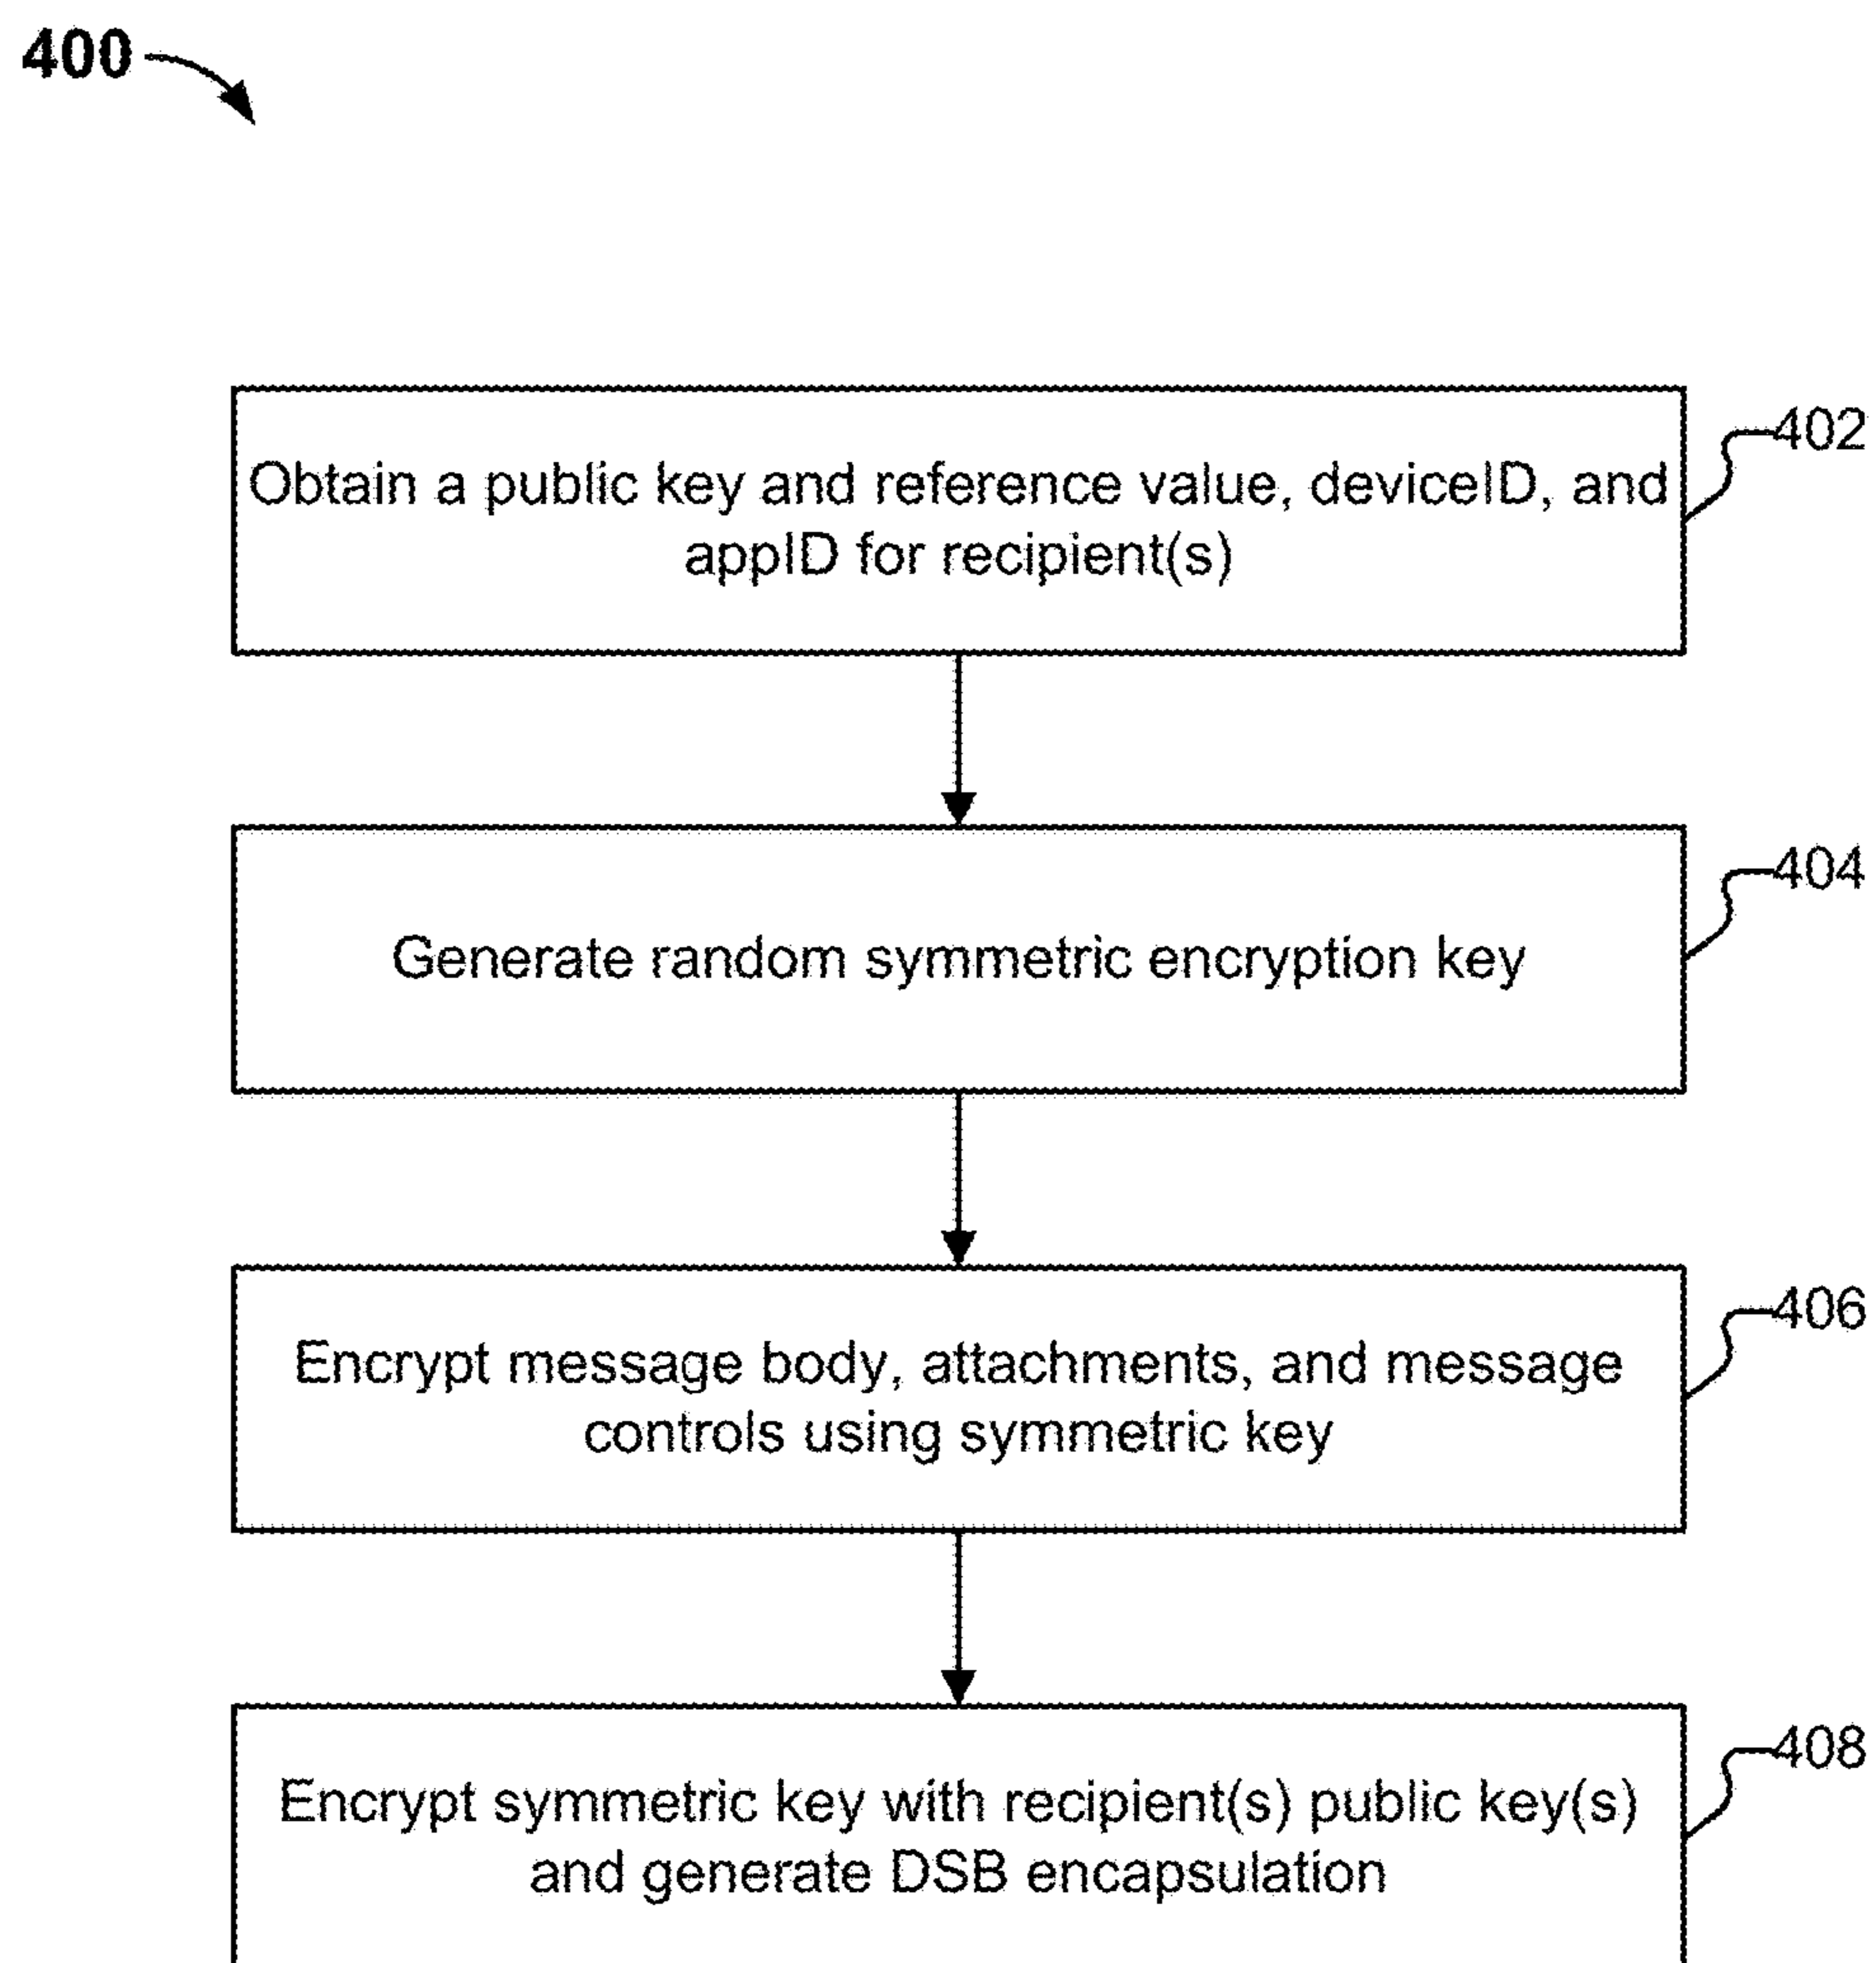 400
Obtain a public key and reference value, deviceID, and
appID for recipient(s)
402
Generate random symmetric encryption key
404
Encrypt message body, attachments, and message
controls using symmetric key
406
Encrypt symmetric key with recipient(s) public key(s)
and generate DSB encapsulation
408